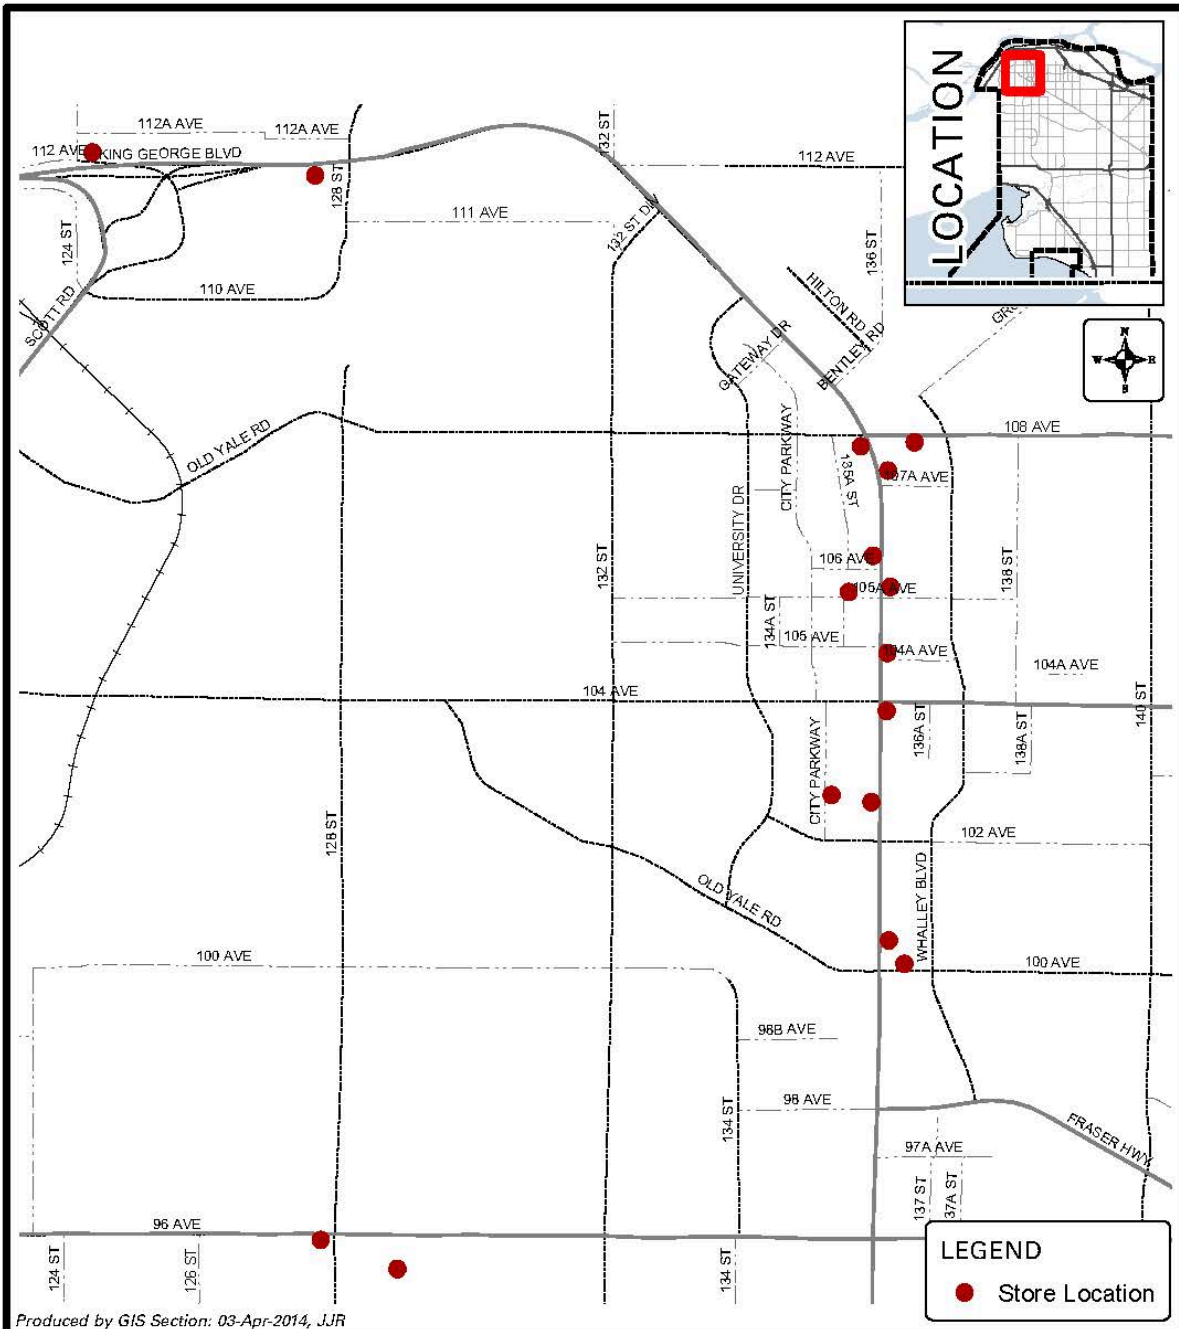 LOCATION
112A AVE
112A AVE
132 ST
112 AVE
KING GEORGE BLVD
112 AVE
128 ST
111 AVE
132 ST DIV
136 ST
124 ST
110 AVE
HILTON RD
SCOTT RD
GATEWAY DR
BENTLEY RD
N
W E
S
OLD YALE RD
CITY PARKWAY
108 AVE
135A ST
107A AVE
UNIVERSITY DR
132 ST
106 AVE
138 ST
105A AVE
134A ST
105 AVE
104A AVE
104A AVE
104 AVE
136A ST
138A ST
140 ST
CITY PARKWAY
128 ST
102 AVE
OLD YALE RD
WHALLEY BLVD
100 AVE
100 AVE
98B AVE
98 AVE
134 ST
FRASER HWY
97A AVE
137 ST
37A ST
96 AVE
124 ST
126 ST
134 ST
LEGEND
Store Location
Produced by GIS Section: 03-Apr-2014, JJR